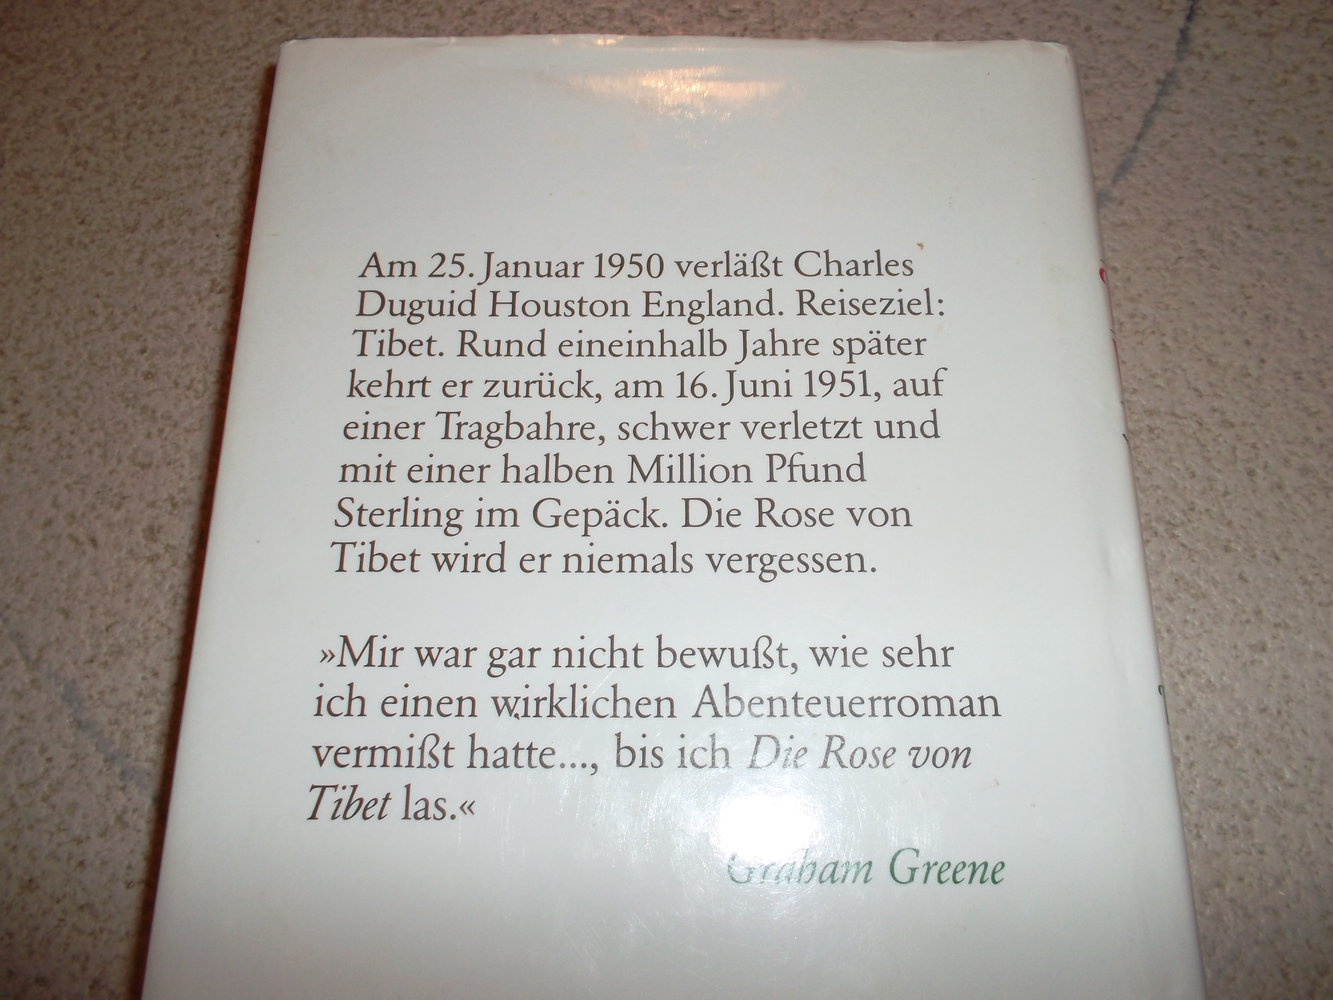 Am 25. Januar 1950 verläßt Charles
Duguid Houston England. Reiseziel:
Tibet. Rund eineinhalb Jahre später
kehrt er zurück, am 16. Juni 1951, auf
einer Tragbahre, schwer verletzt und
mit einer halben Million Pfund
Sterling im Gepäck. Die Rose von
Tibet wird er niemals vergessen.
»Mir war gar nicht bewußt, wie sehr
ich einen wirklichen Abenteuerroman
vermißt hatte..., bis ich Die Rose von
Tibet las.«
Graham Greene